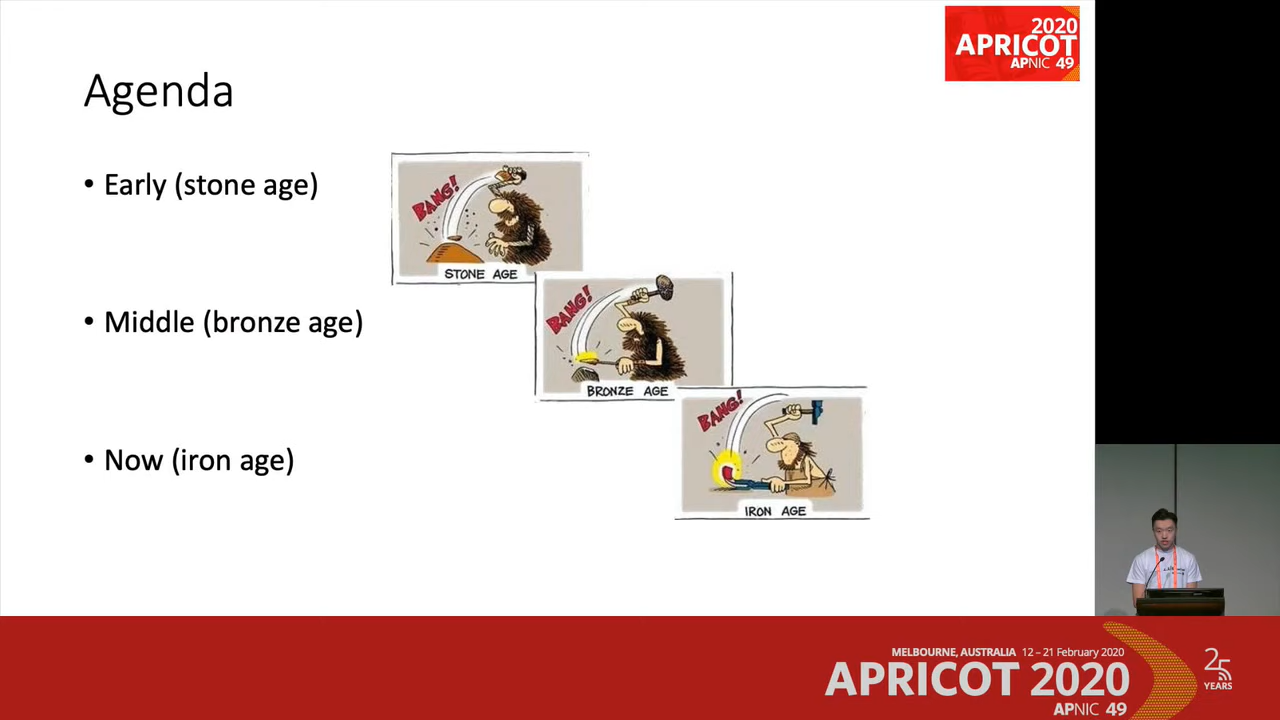 2020
APRICOT
APNIC 49
Agenda
• Early (stone age)
BANG!
STONE AGE
• Middle (bronze age)
BANG!
BRONZE AGE
• Now (iron age)
BANG!
IRON AGE
MELBOURNE, AUSTRALIA 12 – 21 February 2020
APRICOT 2020
APNIC 49
25
YEARS